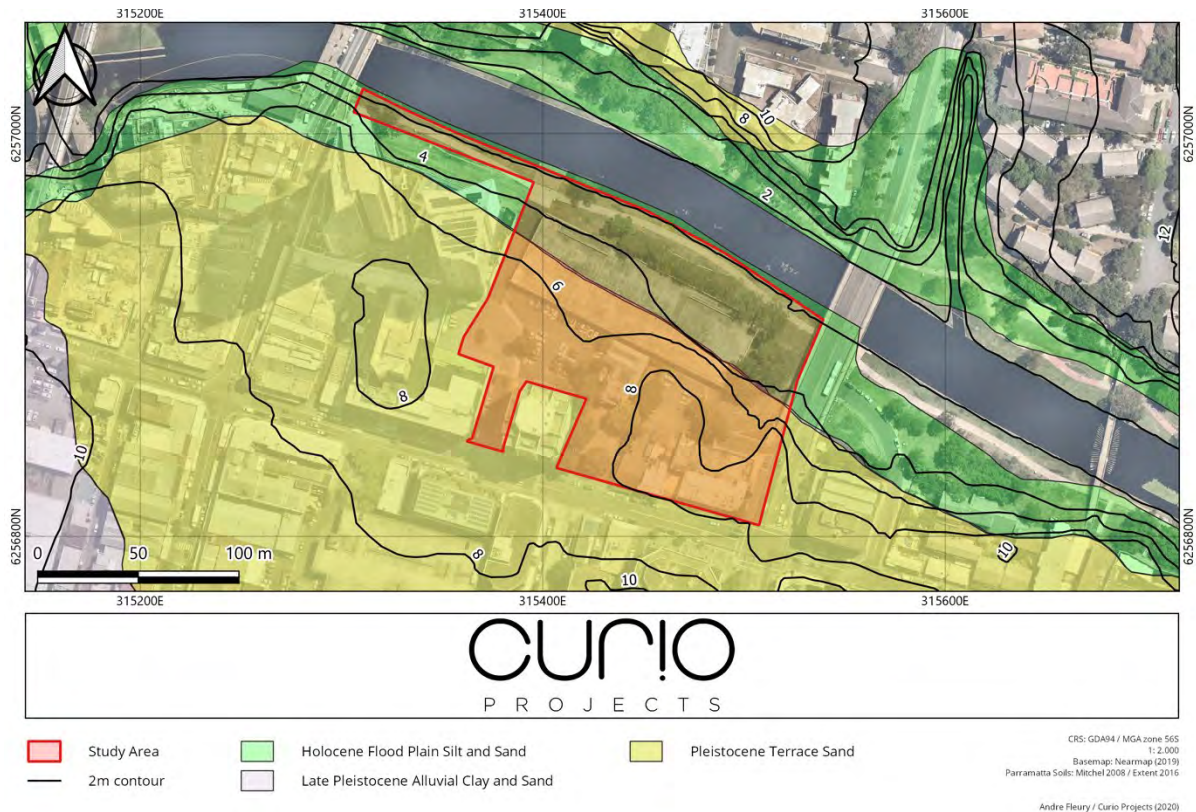 315200E
315400E
315600E
6257000N
6257000N
10
8
4
2
12
6
8
8
10
8
10
10
6256800N
6256800N
0 50 100 m
315200E
315400E
315600E
CURIO
PROJECTS
Study Area
Holocene Flood Plain Silt and Sand
Pleistocene Terrace Sand
2m contour
Late Pleistocene Alluvial Clay and Sand
CRS: GDA94 / MGA zone 56S
1: 2.000
Basemap: Nearmap (2019)
Parramatta Soils: Mitchel 2008 / Extent 2016
Andre Fleury / Curio Projects (2020)